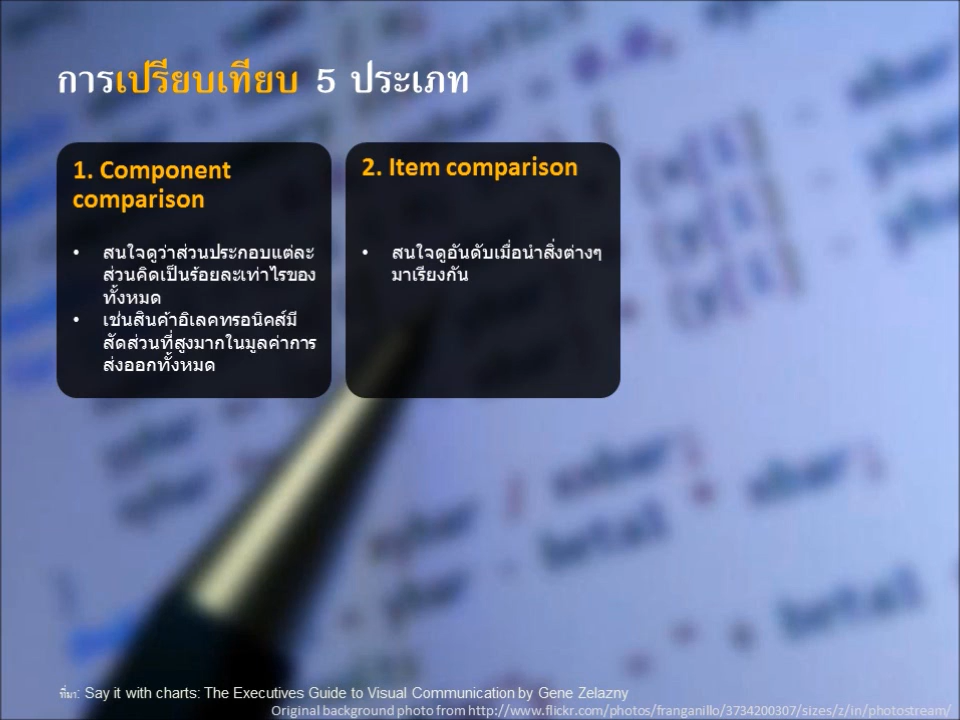 การเปรียบเทียบ 5 ประเภท
1. Component
comparison
• สนใจดูว่าส่วนประกอบแต่ละ
ส่วนคิดเป็นร้อยละเท่าไรของ
ทั้งหมด
• เช่นสินค้าอิเลคทรอนิคส์มี
สัดส่วนที่สูงมากในมูลค่าการ
ส่งออกทั้งหมด
2. Item comparison
• สนใจดูอันดับเมื่อนำสิ่งต่างๆ
มาเรียงกัน
ที่มา: Say it with charts: The Executives Guide to Visual Communication by Gene Zelazny
Original background photo from http://www.flickr.com/photos/franganillo/3734200307/sizes/z/in/photostream/